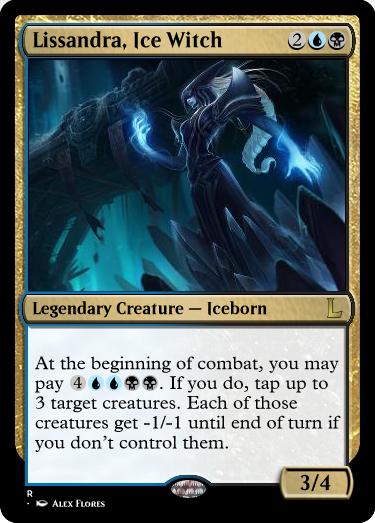 Lissandra, Ice Witch 2
Legendary Creature — Iceborn L
At the beginning of combat, you may
pay 4. If you do, tap up to
3 target creatures. Each of those
creatures get -1/-1 until end of turn if
you don't control them.
3/4
R
· Alex Flores